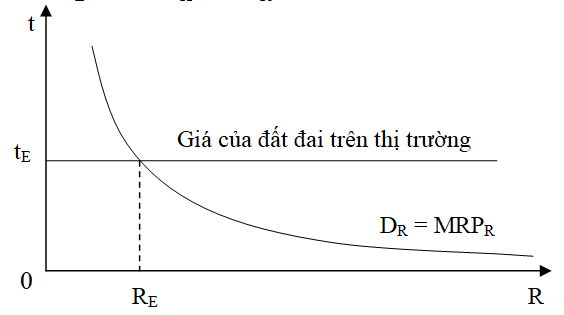 t
Giá của đất đai trên thị trường
tE
DR = MRPR
0
RE
R